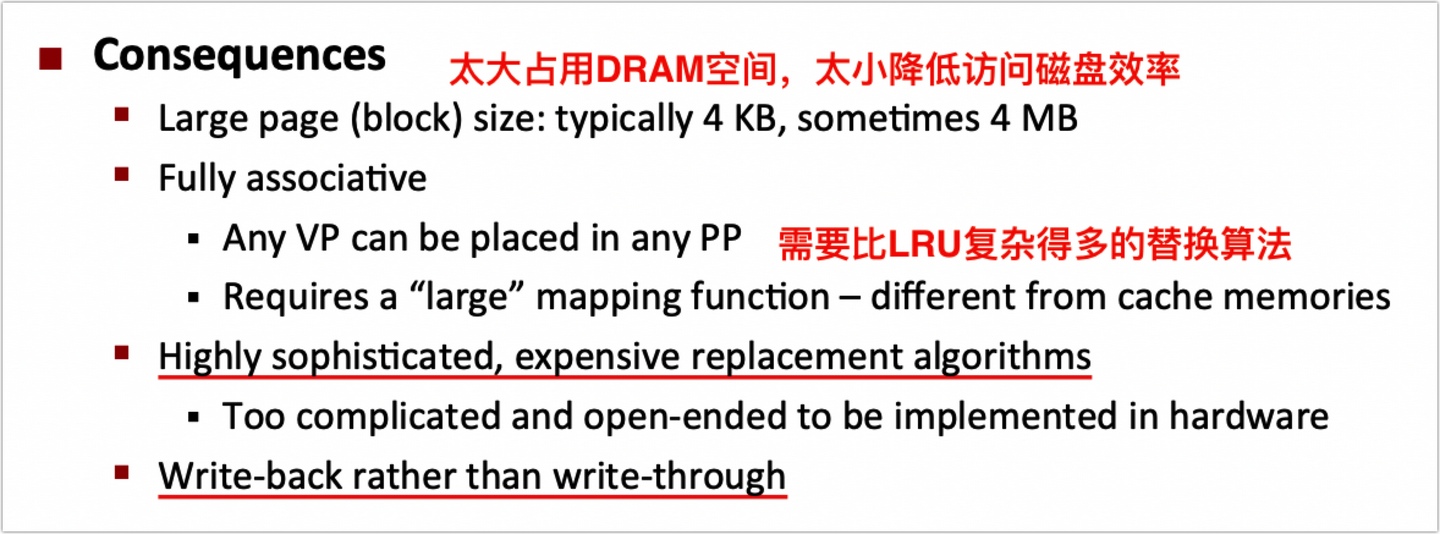 Consequences
太大占用DRAM空间，太小降低访问磁盘效率
Large page (block) size: typically 4 KB, sometimes 4 MB
Fully associative
Any VP can be placed in any PP
需要比LRU复杂得多的替换算法
Requires a “large” mapping function – different from cache memories
Highly sophisticated, expensive replacement algorithms
Too complicated and open-ended to be implemented in hardware
Write-back rather than write-through